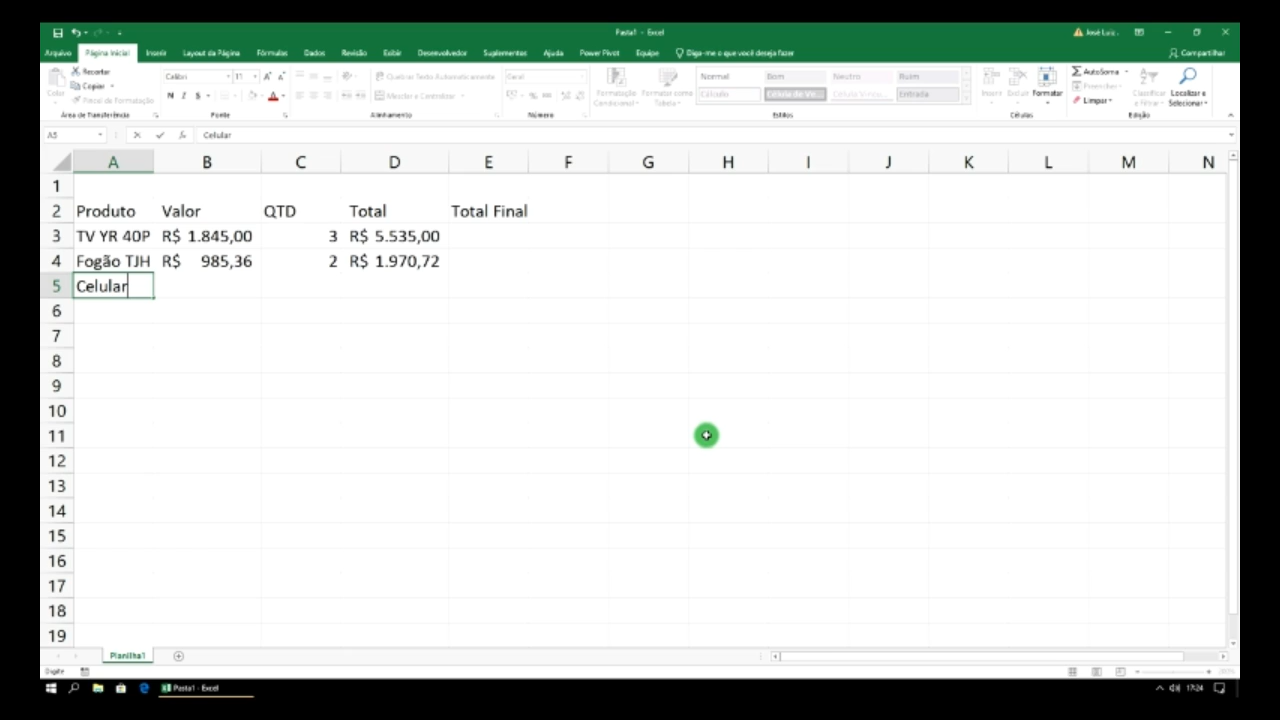 Pasta1 - Excel
José Luiz.
Arquivo Página Inicial Inserir Layout da Página Fórmulas Dados Revisão Exibir Desenvolvedor Suplementos Ajuda Power Pivot Equipe Diga-me o que você deseja fazer Compartilhar
Recortar
Copiar
Pincel de Formatação
Colar
Área de Transferência
Calibri 11
N I S
Fonte
Quebrar Texto Automaticamente
Mesclar e Centralizar
Alinhamento
Geral
Número
Formatação Condicional
Formatar como Tabela
Normal Bom Neutro Ruim
Cálculo Célula de Ve... Célula Vincu... Entrada
Estilos
Inserir Excluir Formatar
Células
AutoSoma
Preencher
Limpar
Classificar e Filtrar
Localizar e Selecionar
Edição
A5 fx Celular
A B C D E F G H I J K L M N
1
2 Produto Valor QTD Total Total Final
3 TV YR 40P R$ 1.845,00 3 R$ 5.535,00
4 Fogão TJH R$ 985,36 2 R$ 1.970,72
5 Celular
6
7
8
9
10
11
12
13
14
15
16
17
18
19
Planilha1
Digite
Pasta1 - Excel
17:24